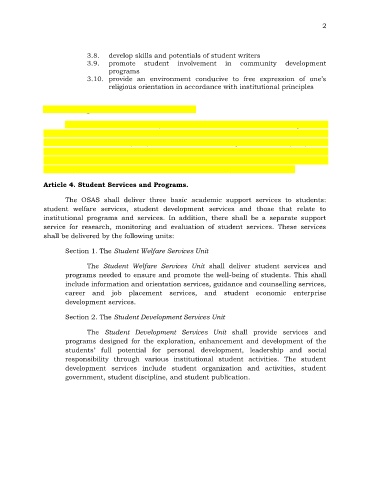 2
3.8. develop skills and potentials of student writers
3.9. promote student involvement in community development
programs
3.10. provide an environment conducive to free expression of one's
religious orientation in accordance with institutional principles
Article 4. Student Services and Programs.
The OSAS shall deliver three basic academic support services to students:
student welfare services, student development services and those that relate to
institutional programs and services. In addition, there shall be a separate support
service for research, monitoring and evaluation of student services. These services
shall be delivered by the following units:
Section 1. The Student Welfare Services Unit
The Student Welfare Services Unit shall deliver student services and
programs needed to ensure and promote the well-being of students. This shall
include information and orientation services, guidance and counselling services,
career and job placement services, and student economic enterprise
development services.
Section 2. The Student Development Services Unit
The Student Development Services Unit shall provide services and
programs designed for the exploration, enhancement and development of the
students' full potential for personal development, leadership and social
responsibility through various institutional student activities. The student
development services include student organization and activities, student
government, student discipline, and student publication.